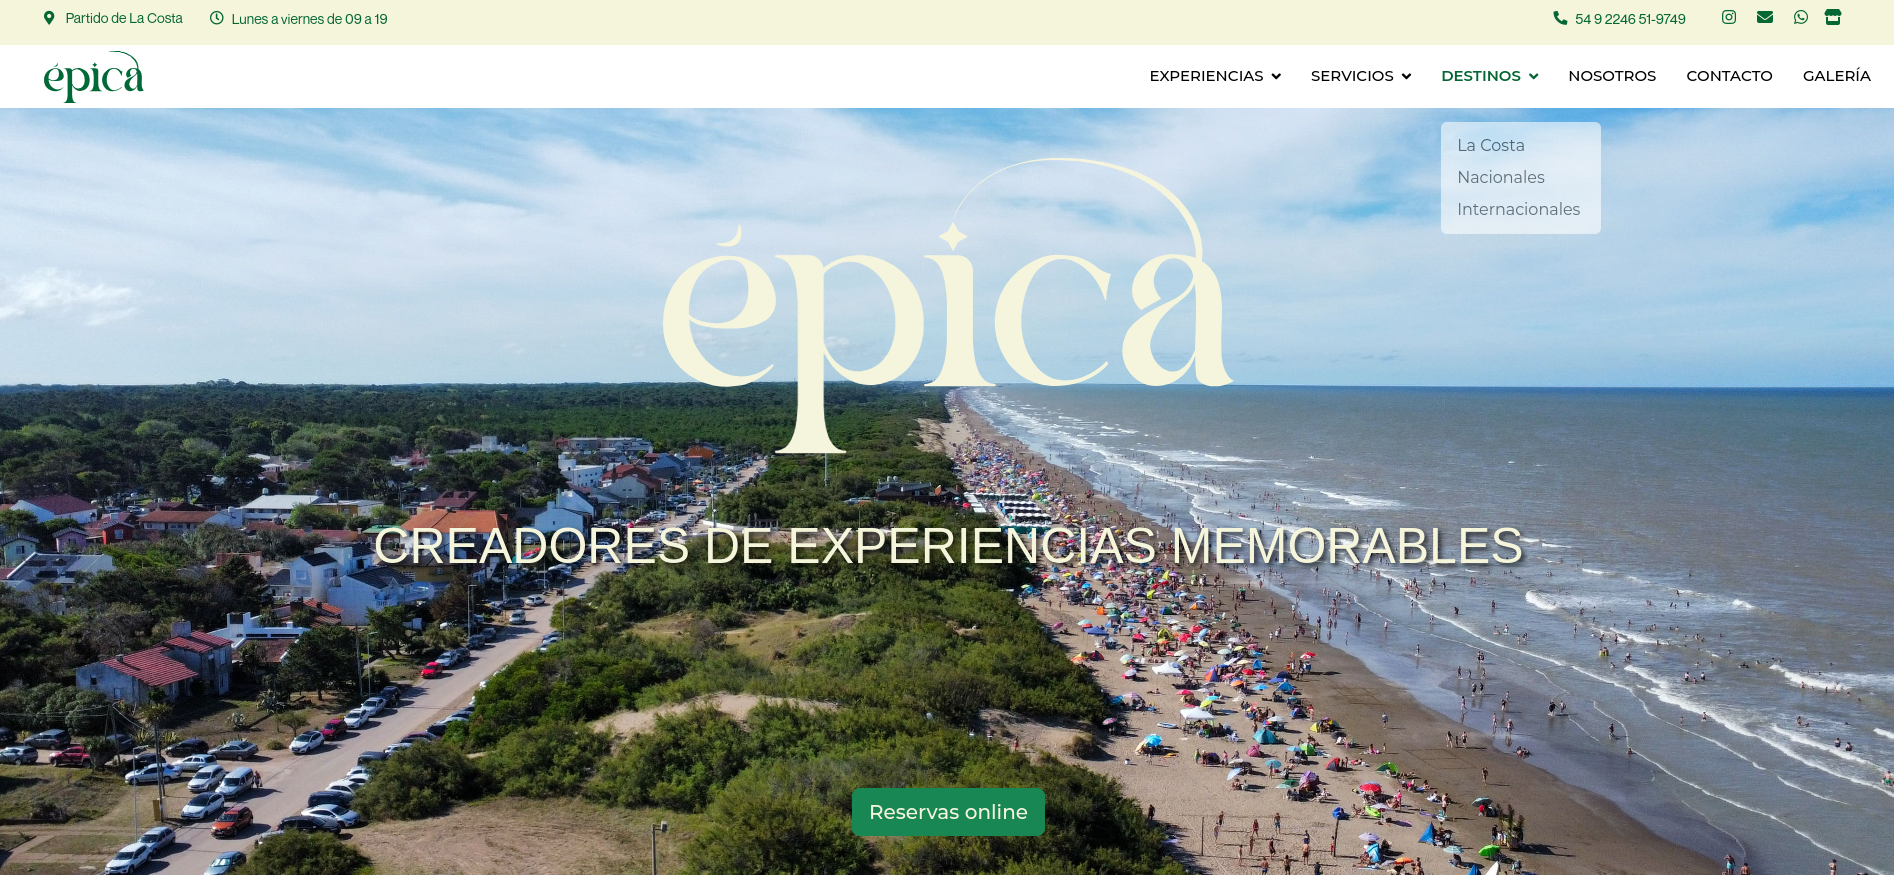 Partido de La Costa
Lunes a viernes de 09 a 19
54 9 2246 51-9749
épica
EXPERIENCIAS
SERVICIOS
DESTINOS
NOSOTROS
CONTACTO
GALERÍA
La Costa
Nacionales
Internacionales
épica
CREADORES DE EXPERIENCIAS MEMORABLES
Reservas online